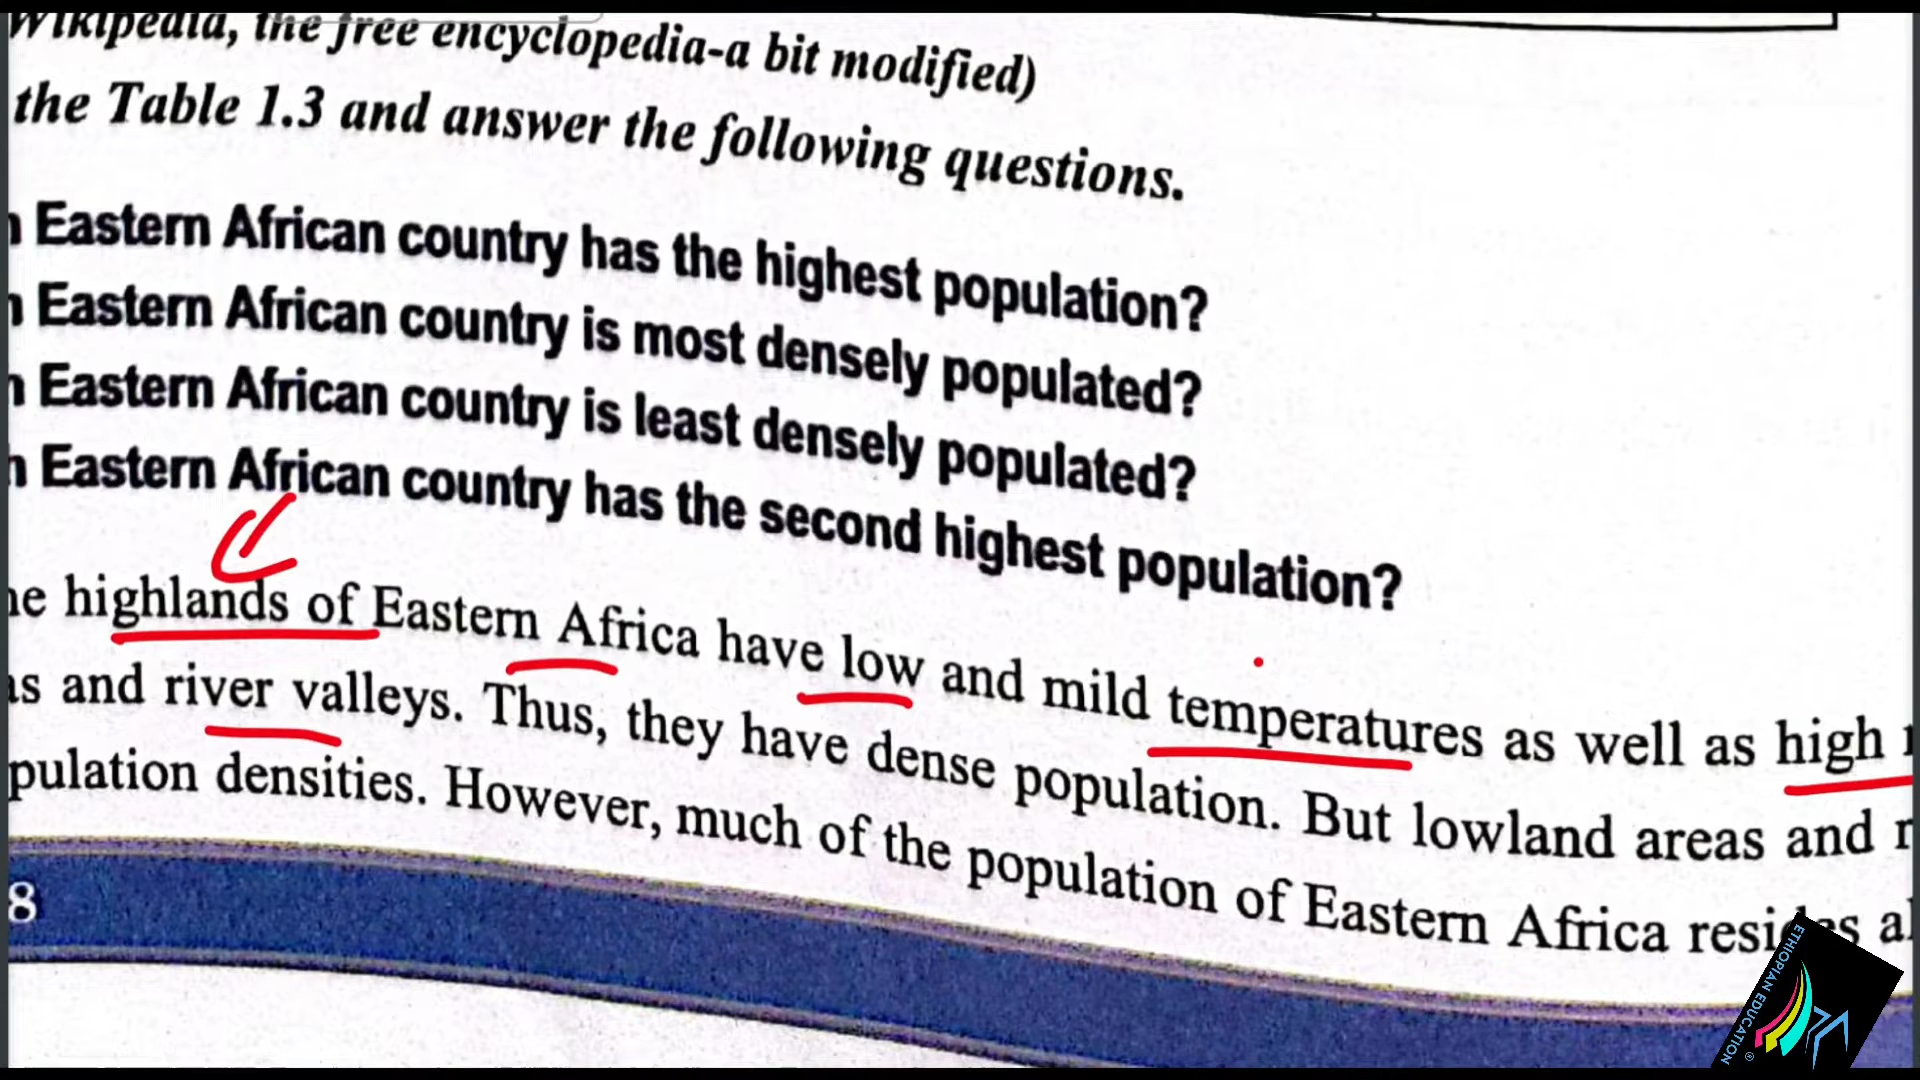 Wikipedia, the free encyclopedia-a bit modified)
the Table 1.3 and answer the following questions.
Eastern African country has the highest population?
Eastern African country is most densely populated?
Eastern African country is least densely populated?
Eastern African country has the second highest population?
highlands of Eastern Africa have low and mild temperatures as well as high
and river valleys. Thus, they have dense population. But lowland areas and
densities. However, much of the population of Eastern Africa resides
8
ETHIOPIAN EDUCATION